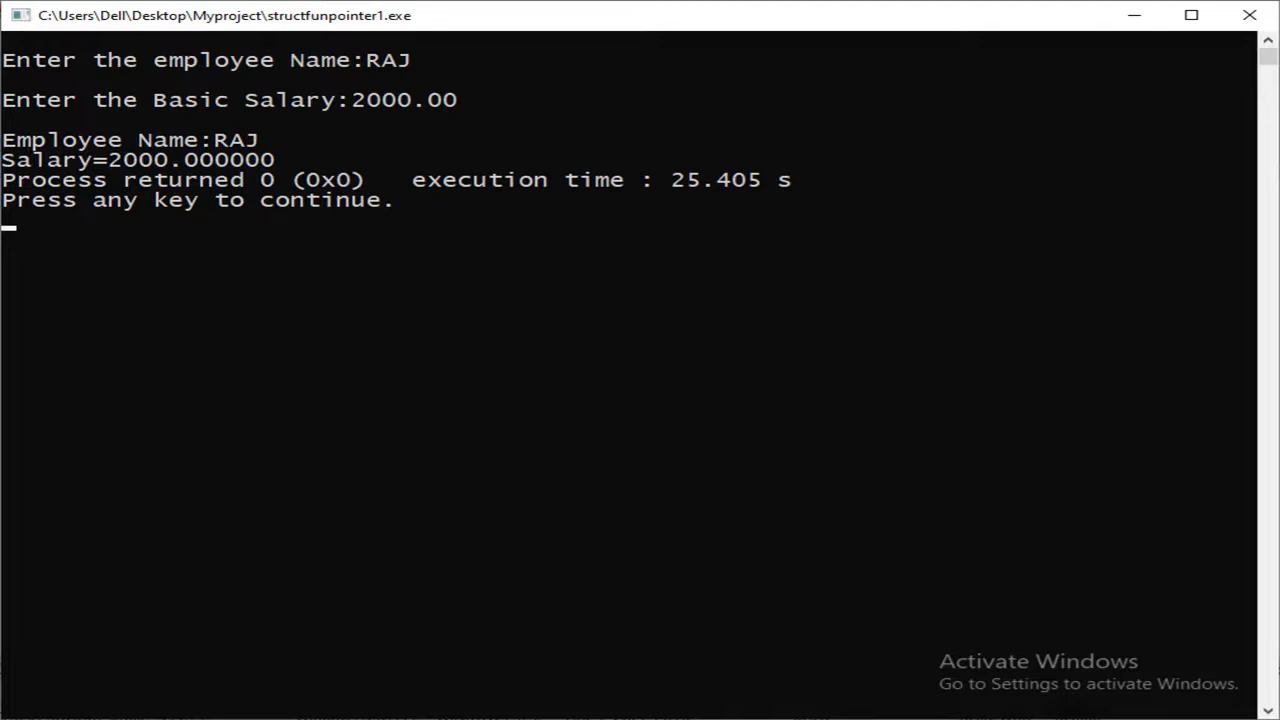 C:\Users\Dell\Desktop\Myproject\structfunpointer1.exe
Enter the employee Name:RAJ
Enter the Basic Salary:2000.00
Employee Name:RAJ
Salary=2000.000000
Process returned 0 (0x0)   execution time : 25.405 s
Press any key to continue.
Activate Windows
Go to Settings to activate Windows.